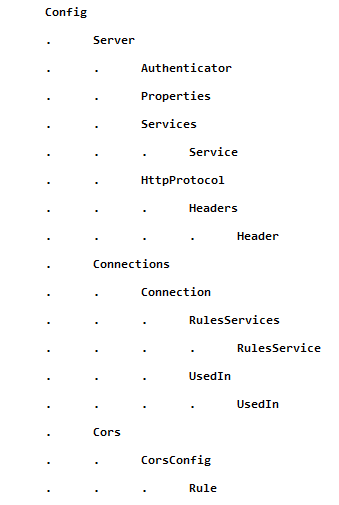 Config
. Server
. . Authenticator
. . Properties
. . Services
. . . Service
. . HttpProtocol
. . . Headers
. . . . Header
. Connections
. . Connection
. . . RulesServices
. . . . RulesService
. . . UsedIn
. . . . UsedIn
. Cors
. . CorsConfig
. . . Rule